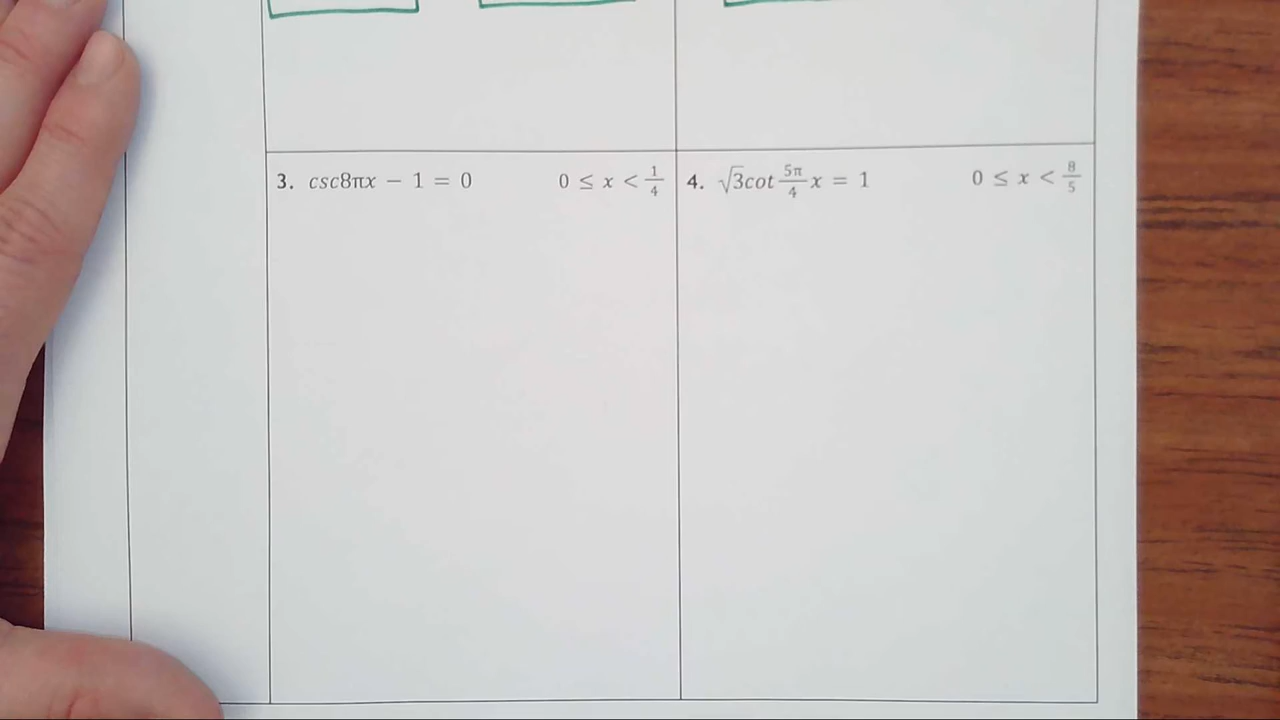 3. csc8πx − 1 = 0    0 ≤ x < 1/4
4. √3cot 5π/4 x = 1    0 ≤ x < 8/5